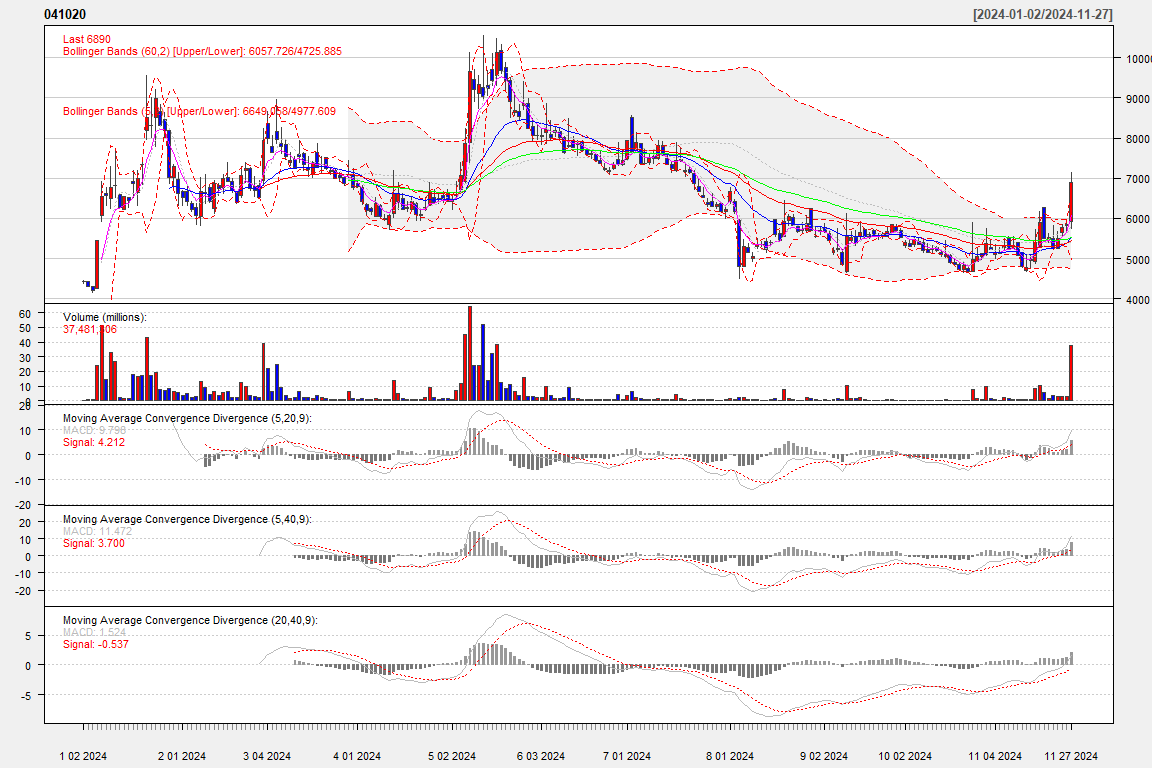 041020 [2024-01-02/2024-11-27]
Last 6890
Bollinger Bands (60,2) [Upper/Lower]: 6057.726/4725.885
10000
9000
Bollinger Bands [Upper/Lower]: 6649.058/4977.609
8000
7000
6000
5000
4000
Volume (millions):
37,481,306
60
50
40
30
20
10
0
20
Moving Average Convergence Divergence (5,20,9):
MACD: 9.798
Signal: 4.212
10
0
-10
-20
Moving Average Convergence Divergence (5,40,9):
MACD: 11.472
Signal: 3.700
20
10
0
-10
-20
Moving Average Convergence Divergence (20,40,9):
MACD: 1.524
Signal: -0.537
5
0
-5
1 02 2024 2 01 2024 3 04 2024 4 01 2024 5 02 2024 6 03 2024 7 01 2024 8 01 2024 9 02 2024 10 02 2024 11 04 2024 11 27 2024